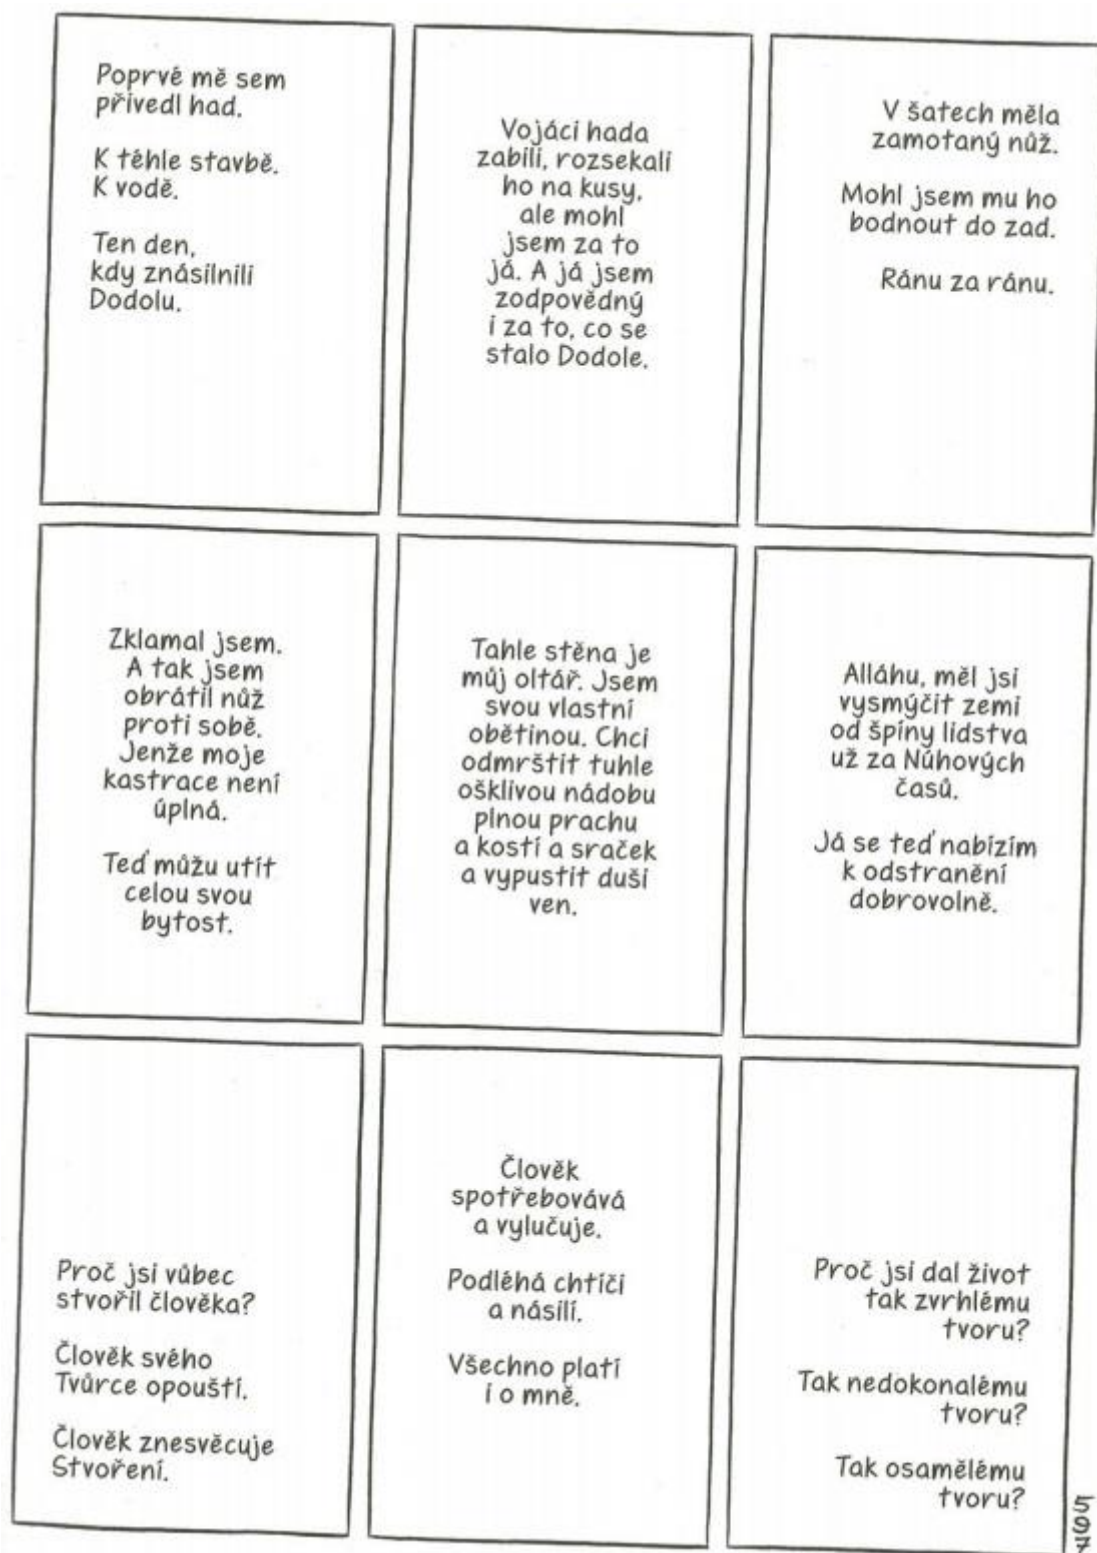 Poprvé mě sem
přivedl had.
K téhle stavbě.
K vodě.
Ten den,
kdy znásilnili
Dodolu.
Vojáci hada
zabili, rozsekali
ho na kusy,
ale mohl
jsem za to
já. A já jsem
zodpovědný
i za to, co se
stalo Dodole.
V šatech měla
zamotaný nůž.
Mohl jsem mu ho
bodnout do zad.
Ránu za ránu.
Zklamal jsem.
A tak jsem
obrátil nůž
proti sobě.
Jenže moje
kastrace není
úplná.
Teď můžu utít
celou svou
bytost.
Tahle stěna je
můj oltář. Jsem
svou vlastní
obětinou. Chci
odmrštit tuhle
ošklivou nádobu
plnou prachu
a kostí a sraček
a vypustit duši
ven.
Alláhu, měl jsi
vysmýčit zemi
od špíny lidstva
už za Núhových
časů.
Já se teď nabízím
k odstranění
dobrovolně.
Proč jsi vůbec
stvořil člověka?
Člověk svého
Tvůrce opouští.
Člověk znesvěcuje
Stvoření.
Člověk
spotřebovává
a vylučuje.
Podléhá chtíči
a násilí.
Všechno platí
i o mně.
Proč jsi dal život
tak zvrhlému
tvoru?
Tak nedokonalému
tvoru?
Tak osamělému
tvoru?